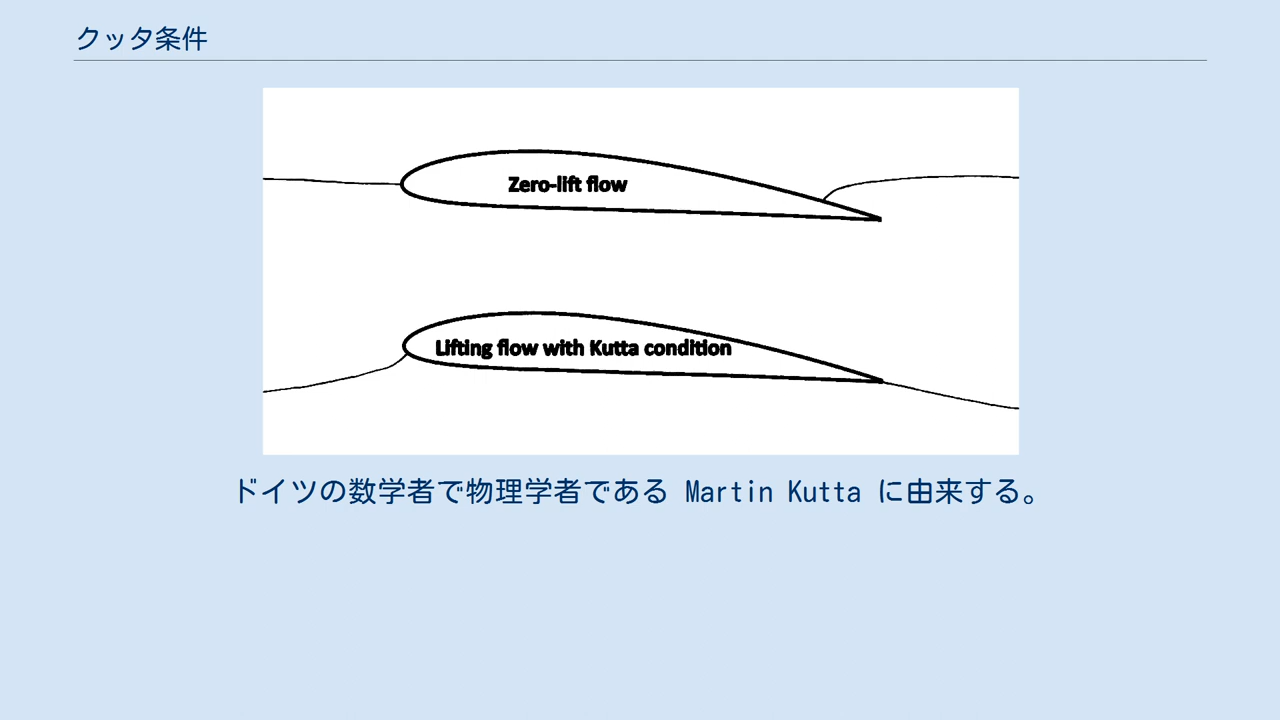 クッタ条件
Zero-lift flow
Lifting flow with Kutta condition
ドイツの数学者で物理学者である Martin Kutta に由来する。